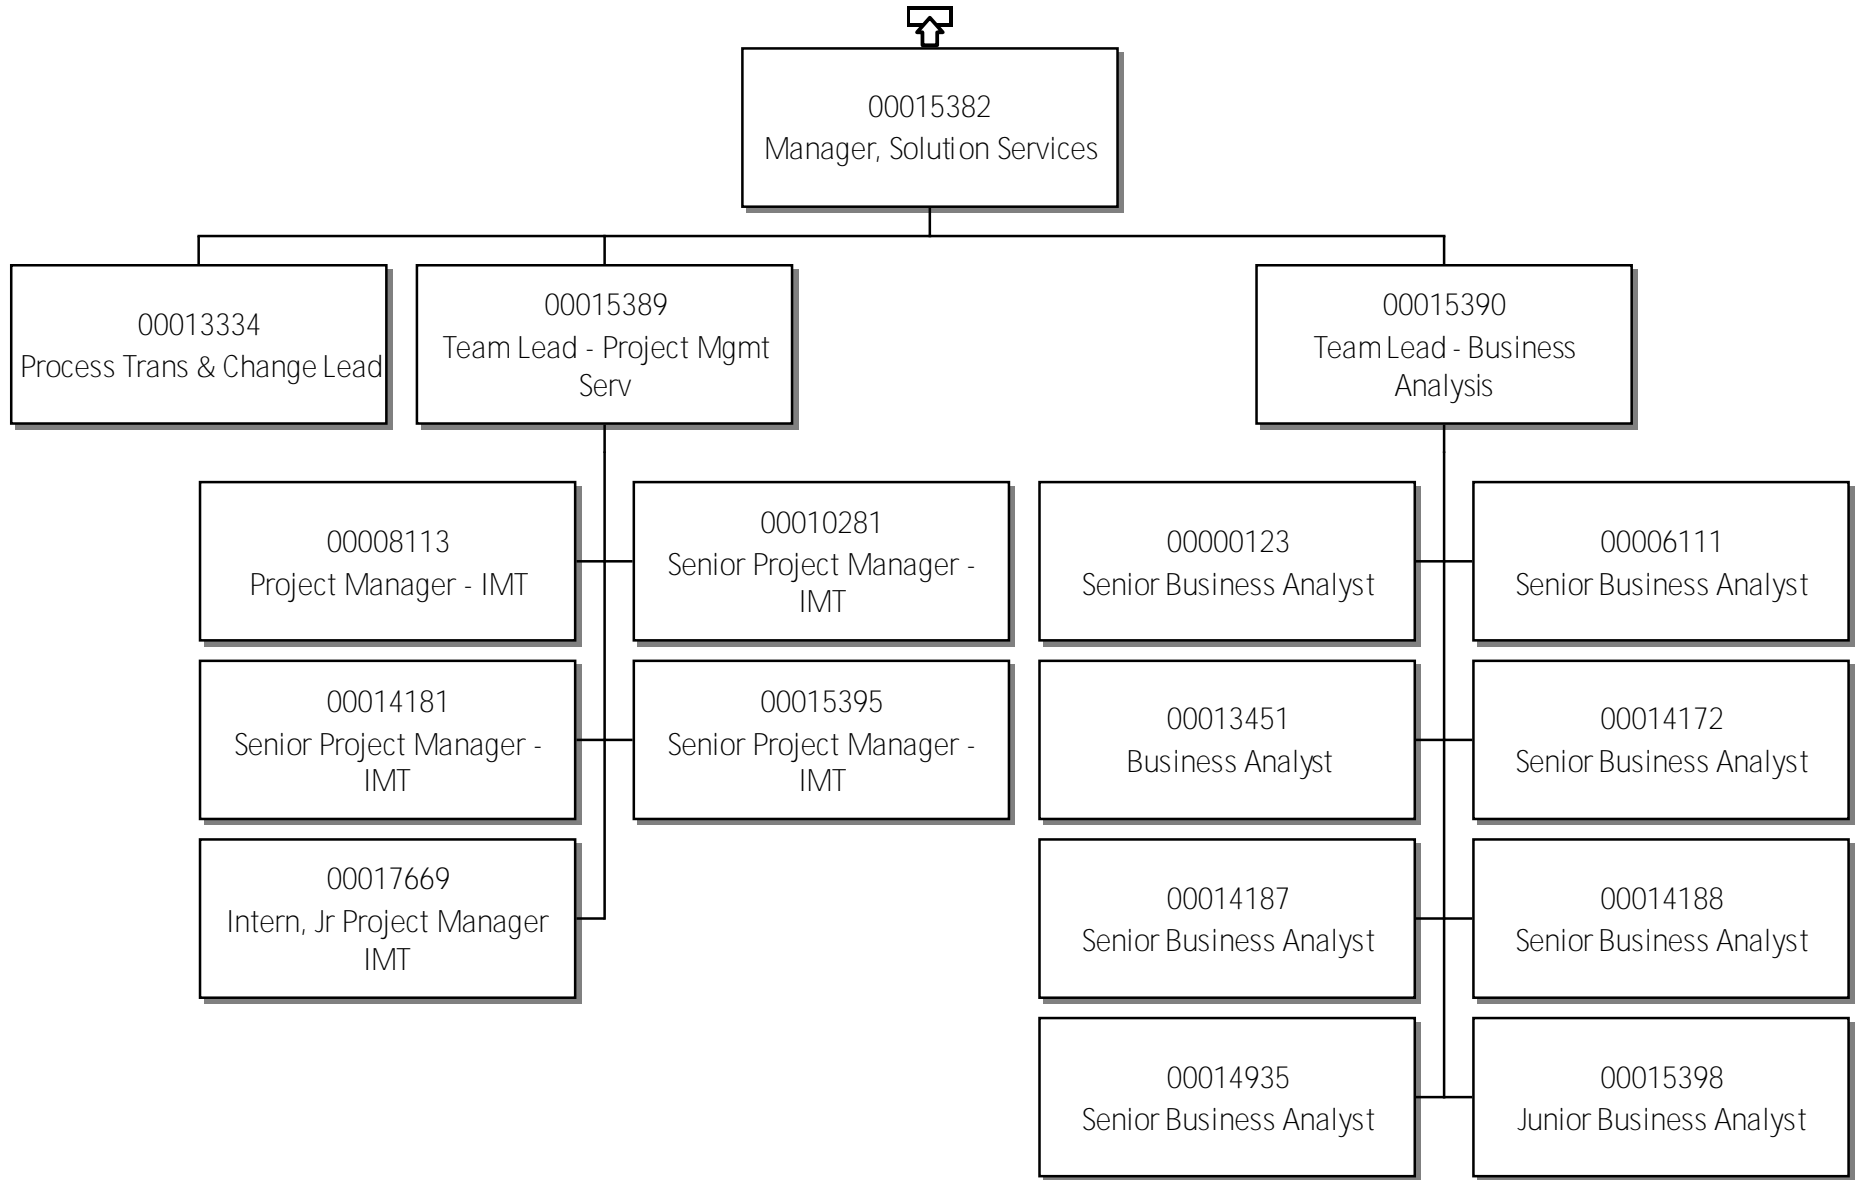 00015382
Manager, Solution Services
00013334
Process Trans & Change Lead
00015389
Team Lead - Project Mgmt
Serv
00015390
Team Lead - Business
Analysis
00008113
Project Manager - IMT
00010281
Senior Project Manager -
IMT
00014181
Senior Project Manager -
IMT
00015395
Senior Project Manager -
IMT
00017669
Intern, Jr Project Manager
IMT
00000123
Senior Business Analyst
00006111
Senior Business Analyst
00013451
Business Analyst
00014172
Senior Business Analyst
00014187
Senior Business Analyst
00014188
Senior Business Analyst
00014935
Senior Business Analyst
00015398
Junior Business Analyst